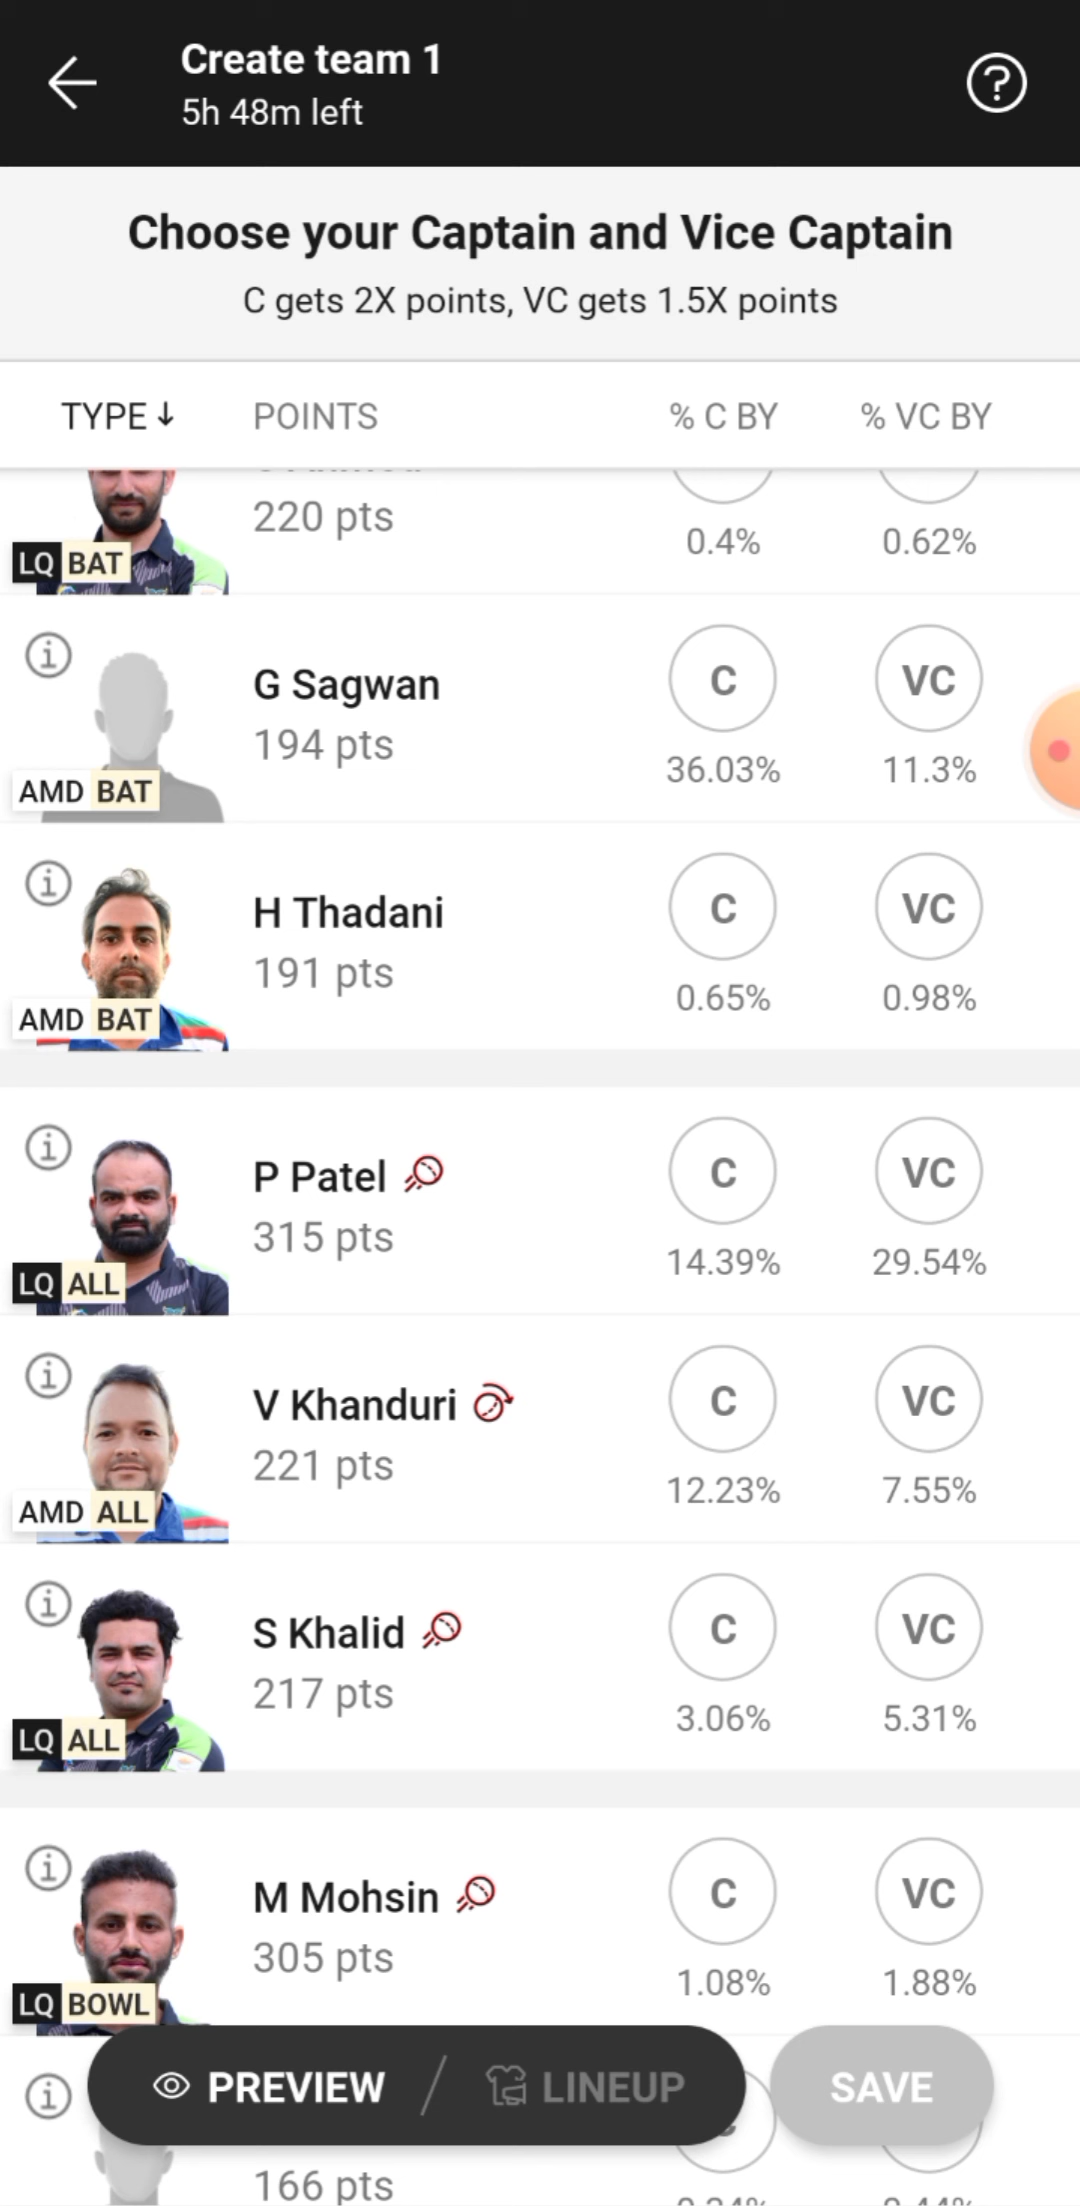 Create team 1
5h 48m left
Choose your Captain and Vice Captain
C gets 2X points, VC gets 1.5X points
TYPE↓ POINTS % C BY % VC BY
220 pts 0.4% 0.62%
LQ BAT
G Sagwan C VC
194 pts 36.03% 11.3%
AMD BAT
H Thadani C VC
191 pts 0.65% 0.98%
AMD BAT
P Patel C VC
315 pts 14.39% 29.54%
LQ ALL
V Khanduri C VC
221 pts 12.23% 7.55%
AMD ALL
S Khalid C VC
217 pts 3.06% 5.31%
LQ ALL
M Mohsin C VC
305 pts 1.08% 1.88%
LQ BOWL
PREVIEW / LINEUP SAVE
166 pts